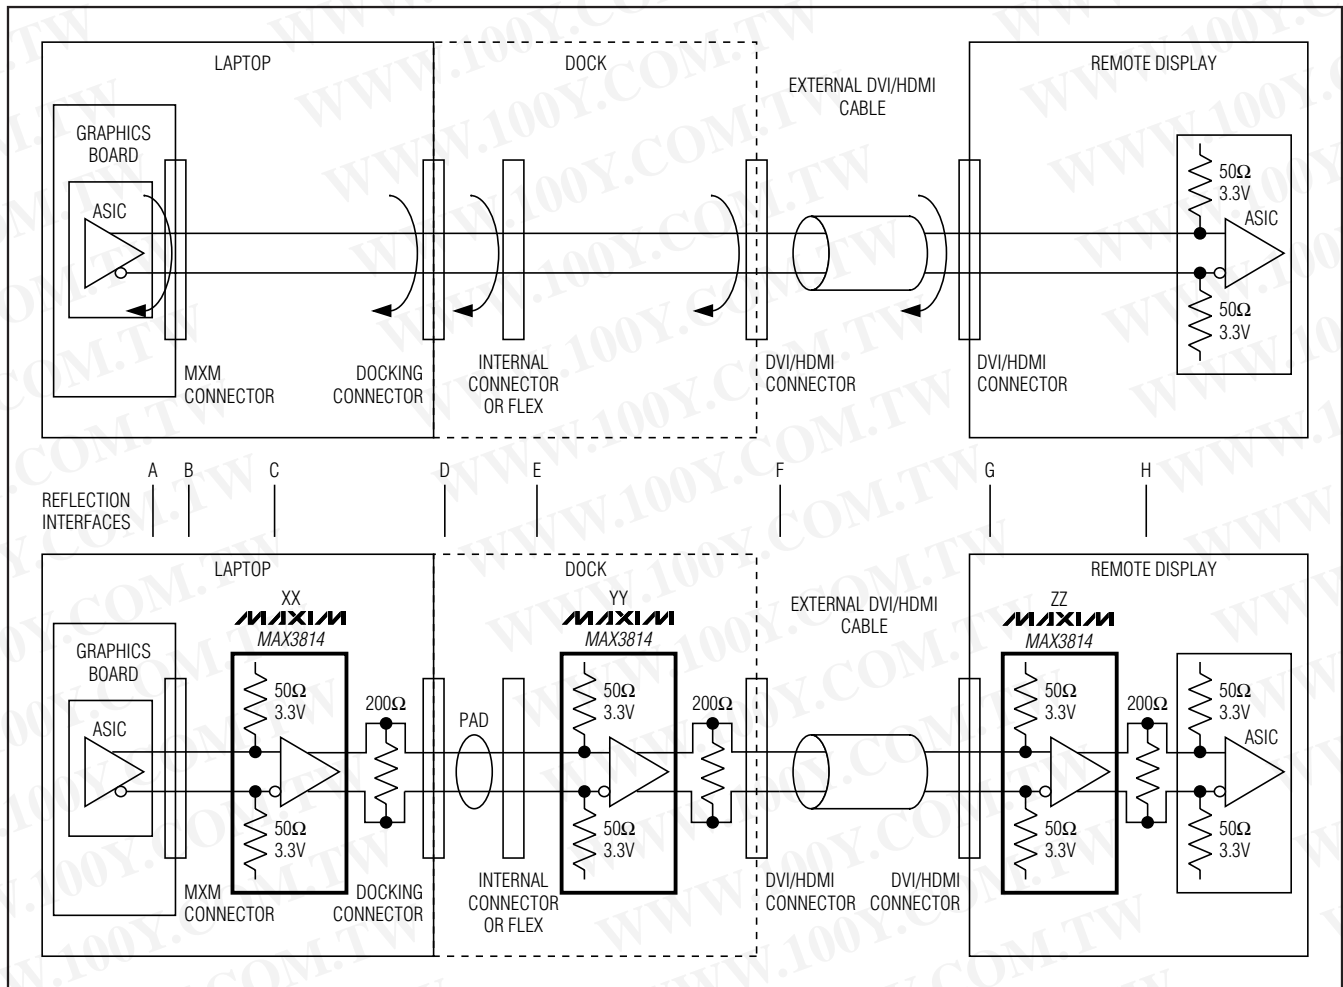 LAPTOP
DOCK
EXTERNAL DVI/HDMI
CABLE
REMOTE DISPLAY
GRAPHICS
BOARD
ASIC
50Ω
3.3V
ASIC
50Ω
3.3V
MXM
CONNECTOR
DOCKING
CONNECTOR
INTERNAL
CONNECTOR
OR FLEX
DVI/HDMI
CONNECTOR
DVI/HDMI
CONNECTOR
REFLECTION
INTERFACES
A
B
C
D
E
F
G
H
LAPTOP
DOCK
EXTERNAL DVI/HDMI
CABLE
REMOTE DISPLAY
XX
MAXIM
MAX3814
YY
MAXIM
MAX3814
ZZ
MAXIM
MAX3814
GRAPHICS
BOARD
ASIC
50Ω
3.3V
200Ω
PAD
50Ω
3.3V
200Ω
50Ω
3.3V
200Ω
50Ω
3.3V
ASIC
50Ω
3.3V
50Ω
3.3V
50Ω
3.3V
50Ω
3.3V
MXM
CONNECTOR
DOCKING
CONNECTOR
INTERNAL
CONNECTOR
OR FLEX
DVI/HDMI
CONNECTOR
DVI/HDMI
CONNECTOR
WWW.100Y.COM.TW